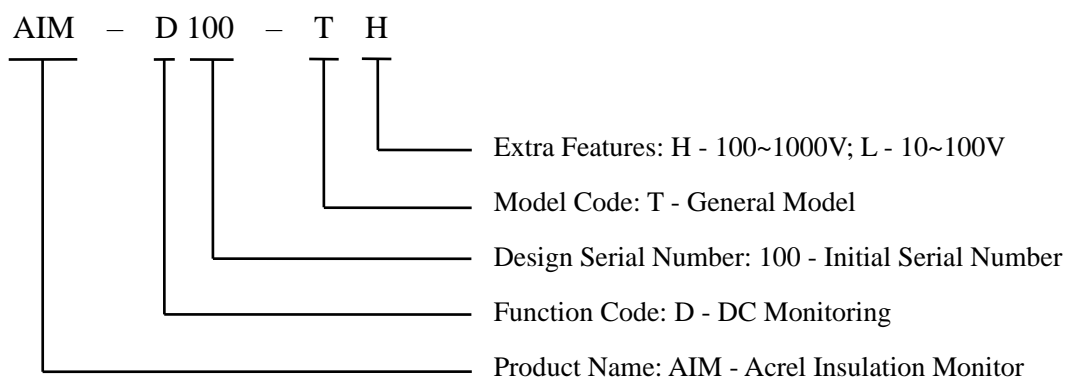 AIM – D 100 – T H
Extra Features: H - 100~1000V; L - 10~100V
Model Code: T - General Model
Design Serial Number: 100 - Initial Serial Number
Function Code: D - DC Monitoring
Product Name: AIM - Acrel Insulation Monitor